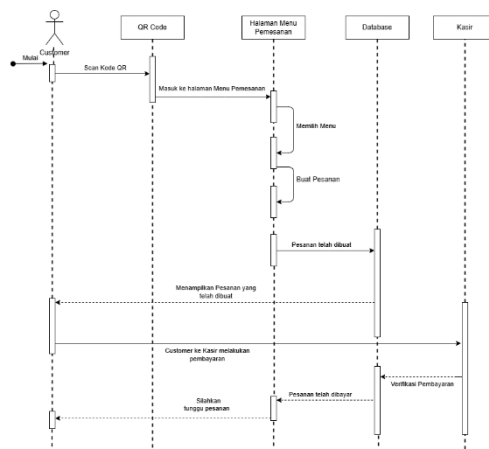 QR Code
Halaman Menu
Pemesanan
Database
Kasir
Customer
Mulai
Scan Kode QR
Masuk ke halaman Menu Pemesanan
Memilih Menu
Buat Pesanan
Pesanan telah dibuat
Menampilkan Pesanan yang
telah dibuat
Customer ke Kasir melakukan
pembayaran
Verifikasi Pembayaran
Pesanan telah dibayar
Silahkan
tunggu pesanan